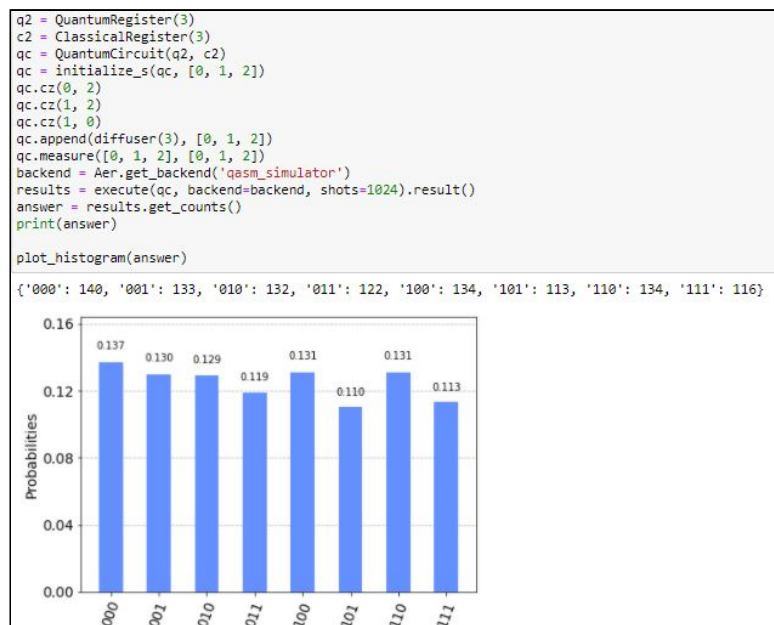 q2 = QuantumRegister(3)
c2 = ClassicalRegister(3)
qc = QuantumCircuit(q2, c2)
qc = initialize_s(qc, [0, 1, 2])
qc.cz(0, 2)
qc.cz(1, 2)
qc.cz(1, 0)
qc.append(diffuser(3), [0, 1, 2])
qc.measure([0, 1, 2], [0, 1, 2])
backend = Aer.get_backend('qasm_simulator')
results = execute(qc, backend=backend, shots=1024).result()
answer = results.get_counts()
print(answer)
plot_histogram(answer)
{'000': 140, '001': 133, '010': 132, '011': 122, '100': 134, '101': 113, '110': 134, '111': 116}
0.16
0.12
0.08
0.04
0.00
Probabilities
0.137
0.130
0.129
0.119
0.131
0.110
0.131
0.113
000
001
010
011
100
101
110
111